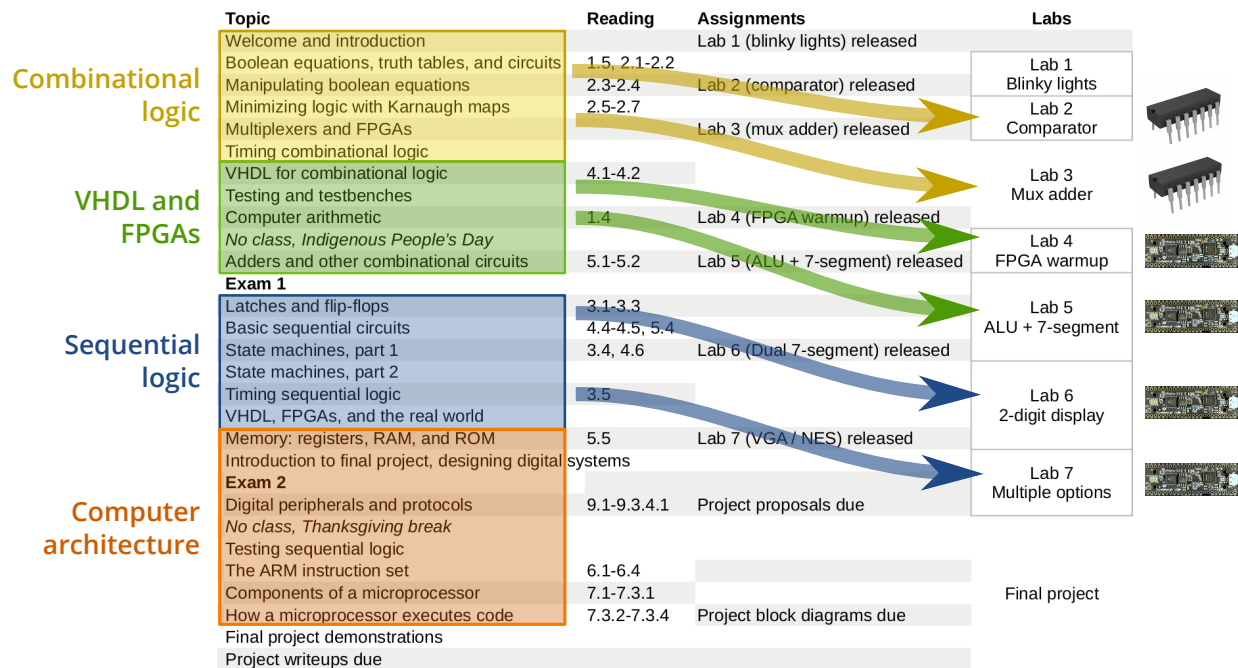 Topic Reading Assignments Labs
Welcome and introduction Lab 1 (blinky lights) released
Boolean equations, truth tables, and circuits 1.5, 2.1-2.2
Manipulating boolean equations 2.3-2.4 Lab 2 (comparator) released
Minimizing logic with Karnaugh maps 2.5-2.7
Multiplexers and FPGAs Lab 3 (mux adder) released
Timing combinational logic
VHDL for combinational logic 4.1-4.2
Testing and testbenches
Computer arithmetic 1.4 Lab 4 (FPGA warmup) released
No class, Indigenous People's Day
Adders and other combinational circuits 5.1-5.2 Lab 5 (ALU + 7-segment) released
Exam 1
Latches and flip-flops 3.1-3.3
Basic sequential circuits 4.4-4.5, 5.4
State machines, part 1 3.4, 4.6 Lab 6 (Dual 7-segment) released
State machines, part 2
Timing sequential logic 3.5
VHDL, FPGAs, and the real world
Memory: registers, RAM, and ROM 5.5 Lab 7 (VGA / NES) released
Introduction to final project, designing digital systems
Exam 2
Digital peripherals and protocols 9.1-9.3.4.1 Project proposals due
No class, Thanksgiving break
Testing sequential logic
The ARM instruction set 6.1-6.4
Components of a microprocessor 7.1-7.3.1
How a microprocessor executes code 7.3.2-7.3.4 Project block diagrams due
Final project demonstrations
Project writeups due
Combinational
logic
VHDL and
FPGAs
Sequential
logic
Computer
architecture
Lab 1
Blinky lights
Lab 2
Comparator
Lab 3
Mux adder
Lab 4
FPGA warmup
Lab 5
ALU + 7-segment
Lab 6
2-digit display
Lab 7
Multiple options
Final project